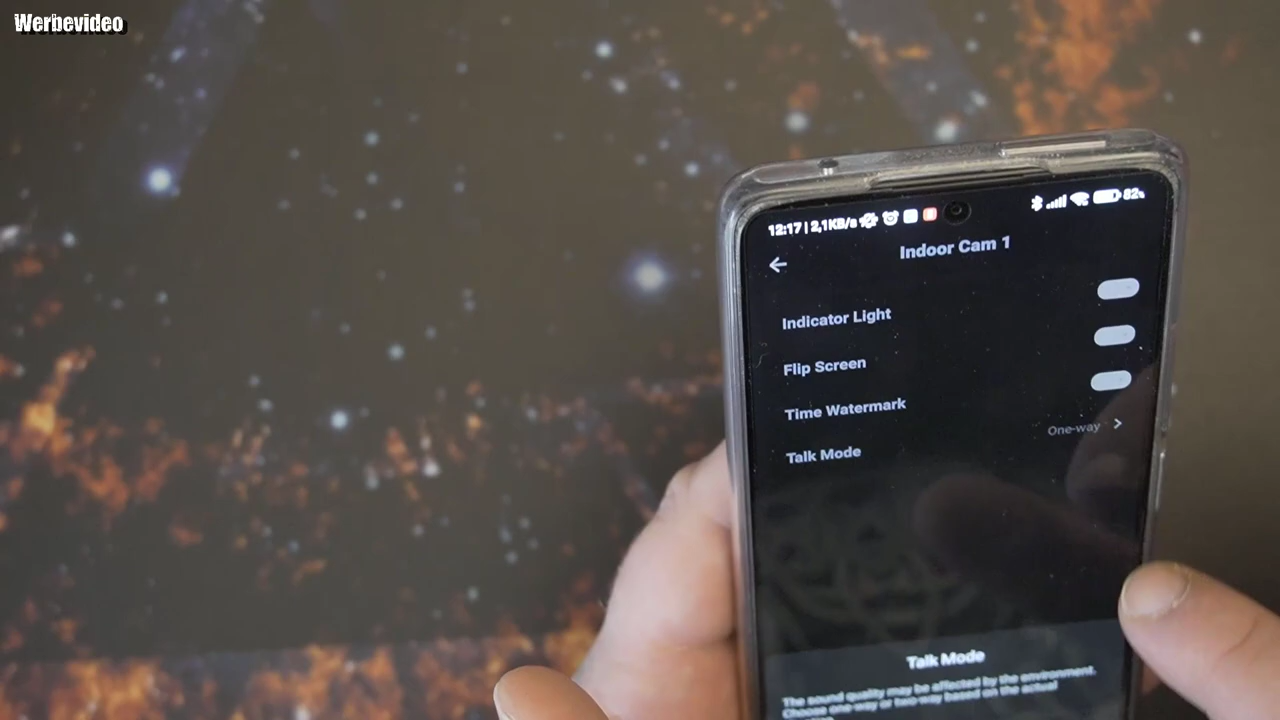 Werbevideo
12:17 | 2,1KB/s
82%
Indoor Cam 1
Indicator Light
Flip Screen
Time Watermark
Talk Mode
One-way
Talk Mode
The sound quality may be affected by the environment.
Choose one-way or two-way based on the actual